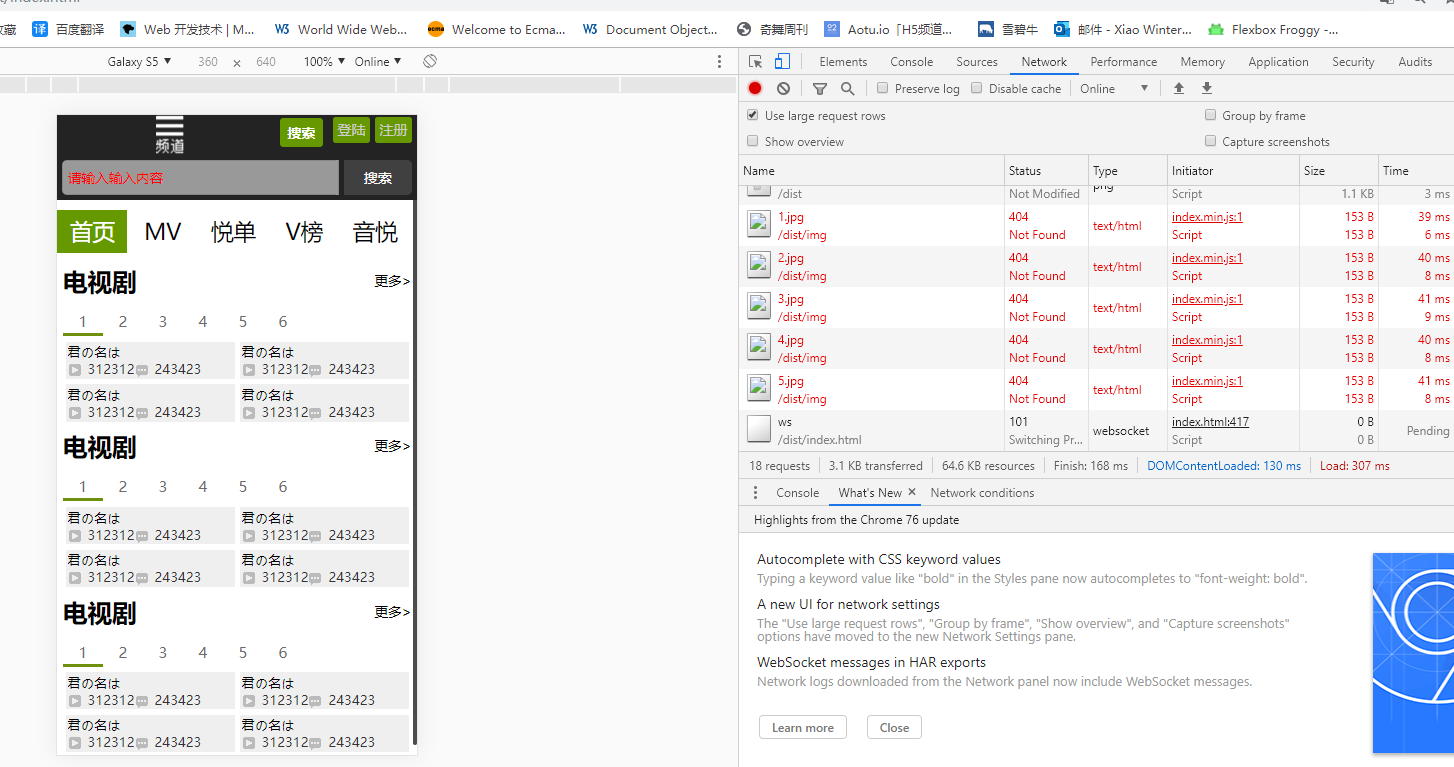 收藏 百度翻译 Web 开发技术 | M... World Wide Web... Welcome to Ecma... Document Object... 奇舞周刊 Aotu.io「H5频道... 雪碧牛 邮件 - Xiao Winter... Flexbox Froggy -...
Galaxy S5 ▼ 360 × 640 100% ▼ Online ▼
Elements Console Sources Network Performance Memory Application Security Audits
Preserve log Disable cache Online ▼
Use large request rows Group by frame
Show overview Capture screenshots
Name Status Type Initiator Size Time
png
/dist Not Modified Script 1.1 KB 3 ms
1.jpg 404 text/html index.min.js:1 153 B 39 ms
/dist/img Not Found Script 153 B 6 ms
2.jpg 404 text/html index.min.js:1 153 B 40 ms
/dist/img Not Found Script 153 B 8 ms
3.jpg 404 text/html index.min.js:1 153 B 41 ms
/dist/img Not Found Script 153 B 9 ms
4.jpg 404 text/html index.min.js:1 153 B 40 ms
/dist/img Not Found Script 153 B 8 ms
5.jpg 404 text/html index.min.js:1 153 B 41 ms
/dist/img Not Found Script 153 B 8 ms
ws 101 websocket index.html:417 0 B Pending
/dist/index.html Switching Pr... Script 0 B
18 requests 3.1 KB transferred 64.6 KB resources Finish: 168 ms DOMContentLoaded: 130 ms Load: 307 ms
Console What's New × Network conditions
Highlights from the Chrome 76 update
Autocomplete with CSS keyword values
Typing a keyword value like "bold" in the Styles pane now autocompletes to "font-weight: bold".
A new UI for network settings
The "Use large request rows", "Group by frame", "Show overview", and "Capture screenshots"
options have moved to the new Network Settings pane.
WebSocket messages in HAR exports
Network logs downloaded from the Network panel now include WebSocket messages.
Learn more Close
频道 搜索 登陆 注册
请输入输入内容 搜索
首页 MV 悦单 V榜 音悦
电视剧 更多>
1 2 3 4 5 6
君の名は 君の名は
312312 243423 312312 243423
君の名は 君の名は
312312 243423 312312 243423
电视剧 更多>
1 2 3 4 5 6
君の名は 君の名は
312312 243423 312312 243423
君の名は 君の名は
312312 243423 312312 243423
电视剧 更多>
1 2 3 4 5 6
君の名は 君の名は
312312 243423 312312 243423
君の名は 君の名は
312312 243423 312312 243423